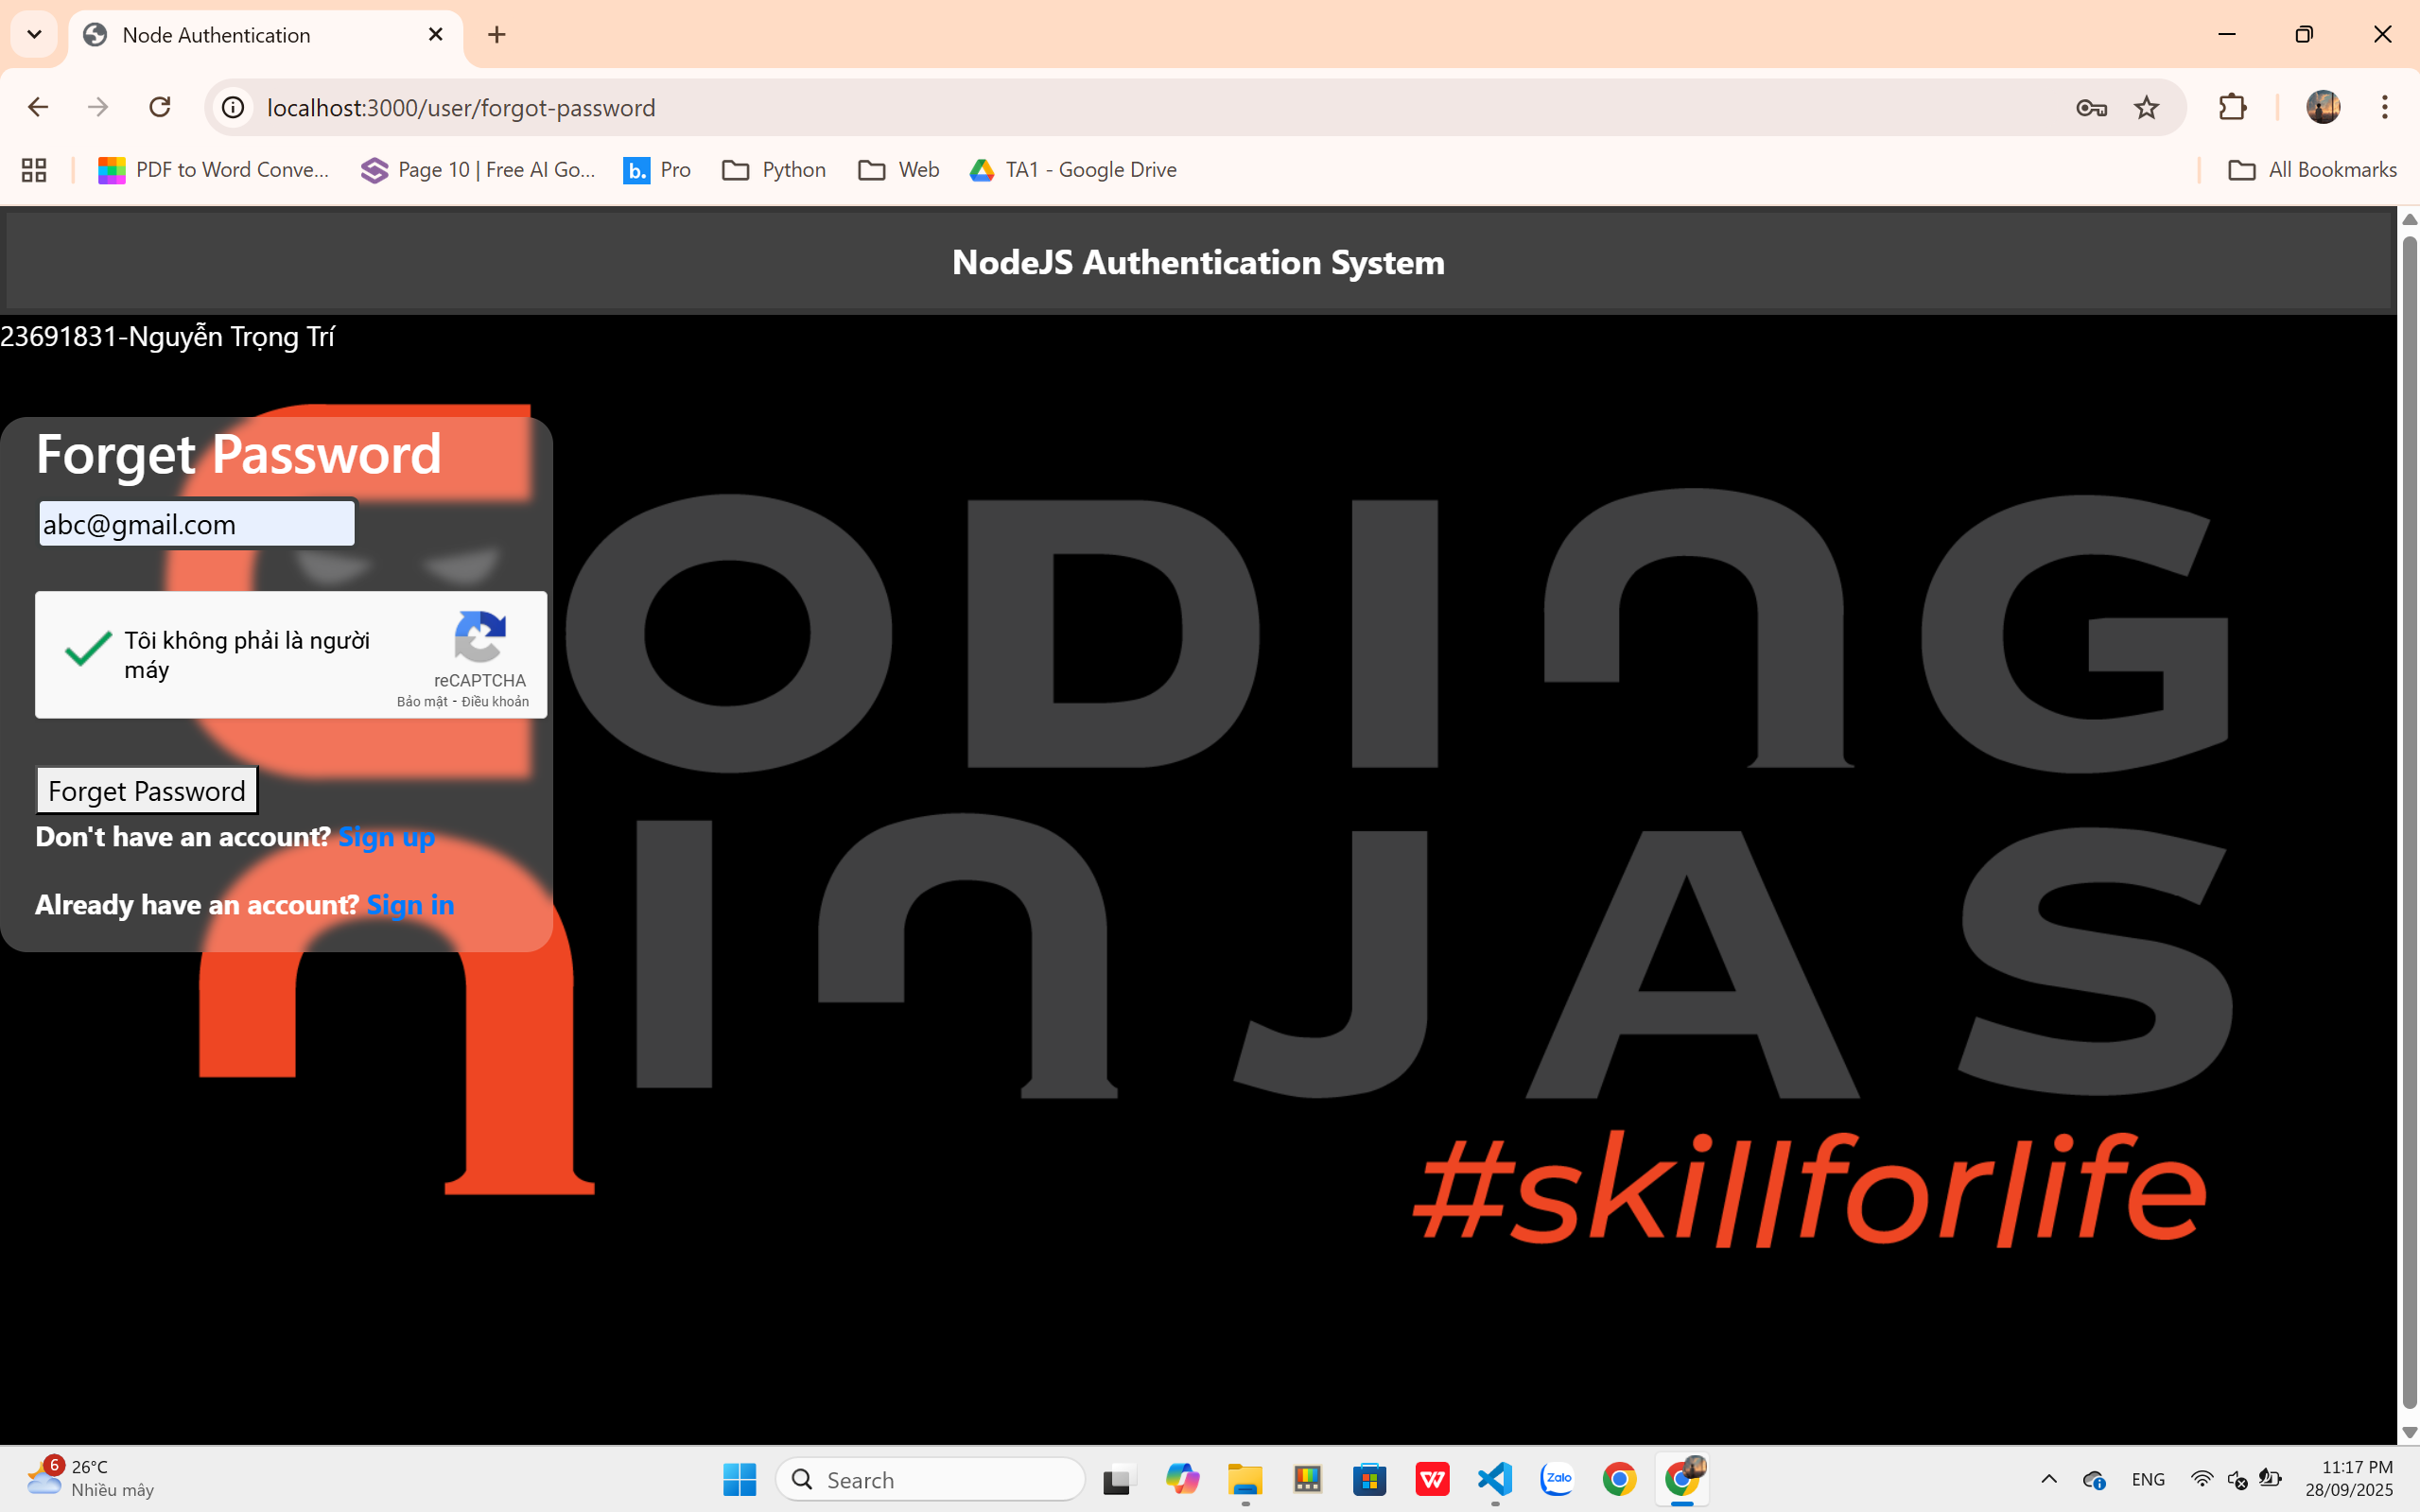 Node Authentication
localhost:3000/user/forgot-password
PDF to Word Conve... Page 10 | Free AI Go... b. Pro Python Web TA1 - Google Drive All Bookmarks
NodeJS Authentication System
23691831-Nguyễn Trọng Trí
Forget Password
abc@gmail.com
Tôi không phải là người
máy
reCAPTCHA
Bảo mật - Điều khoản
Forget Password
Don't have an account? Sign up
Already have an account? Sign in
ODING
NINJAS
#skillforlife
6 26°C
Nhiều mây
Search
Zalo
ENG
11:17 PM
28/09/2025